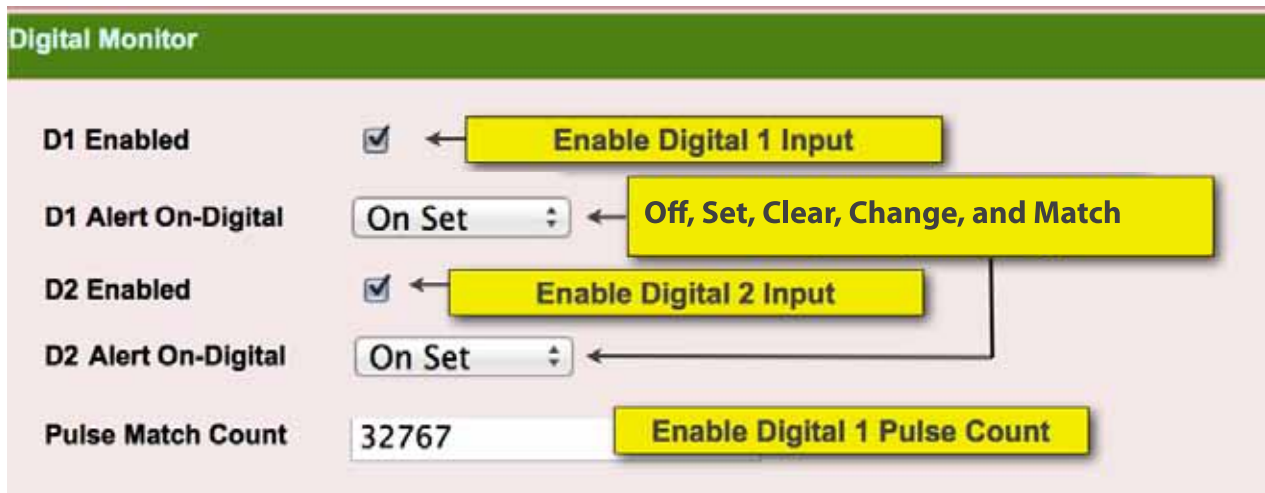 Digital Monitor
D1 Enabled
Enable Digital 1 Input
D1 Alert On-Digital
On Set
Off, Set, Clear, Change, and Match
D2 Enabled
Enable Digital 2 Input
D2 Alert On-Digital
On Set
Pulse Match Count
32767
Enable Digital 1 Pulse Count